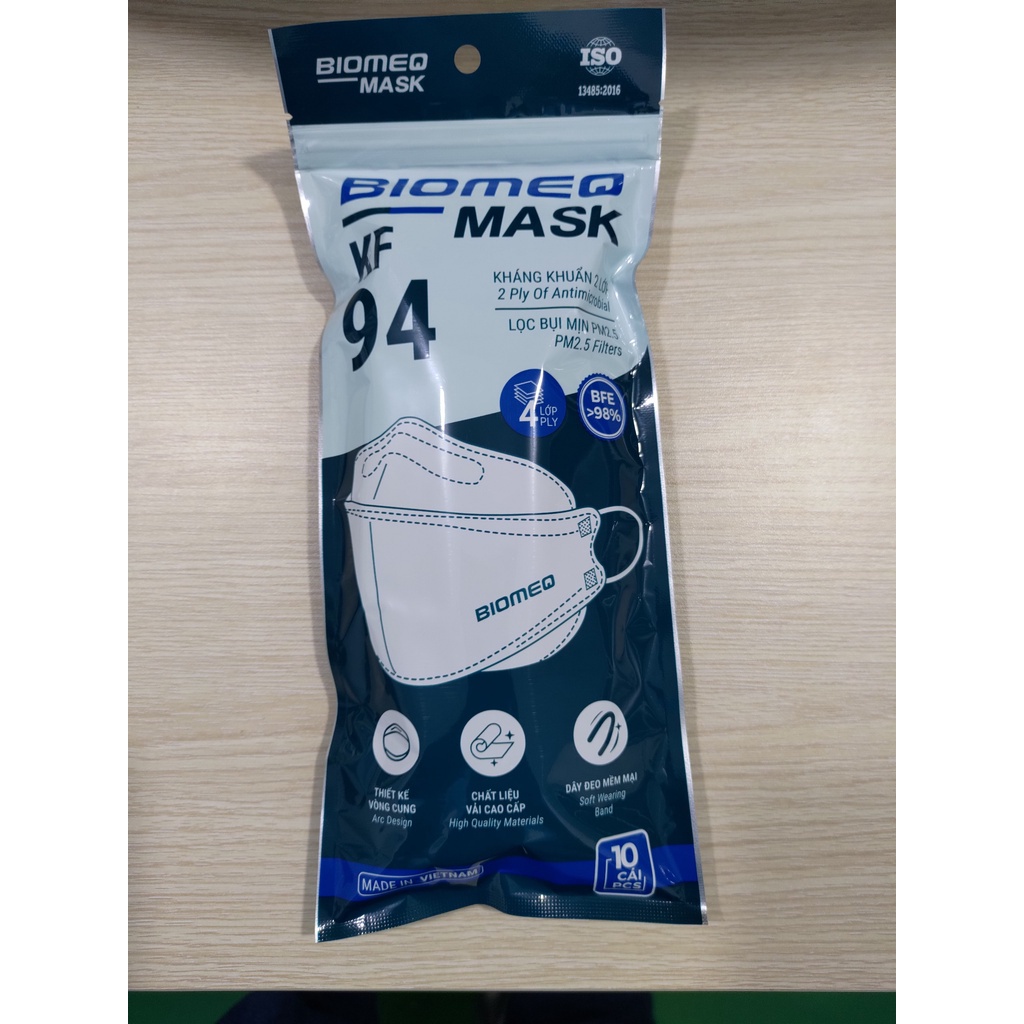 BIOMEQ
MASK
ISO
13485:2016
BIOMEQ
MASK
KF
94
KHÁNG KHUẨN 2 LỚP
2 Ply Of Antimicrobial
LỌC BỤI MỊN PM2.5
PM2.5 Filters
4 LỚP
PLY
BFE
>98%
BIOMEQ
THIẾT KẾ
VÒNG CUNG
Arc Design
CHẤT LIỆU
VẢI CAO CẤP
High Quality Materials
DÂY ĐEO MỀM MẠI
Soft Wearing
Band
MADE IN VIETNAM
10
CÁI
PCS